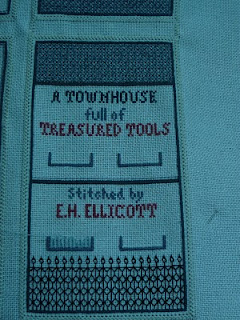 A TOWNHOUSE
full of
TREASURED TOOLS
Stitched by
E.H. ELLICOTT